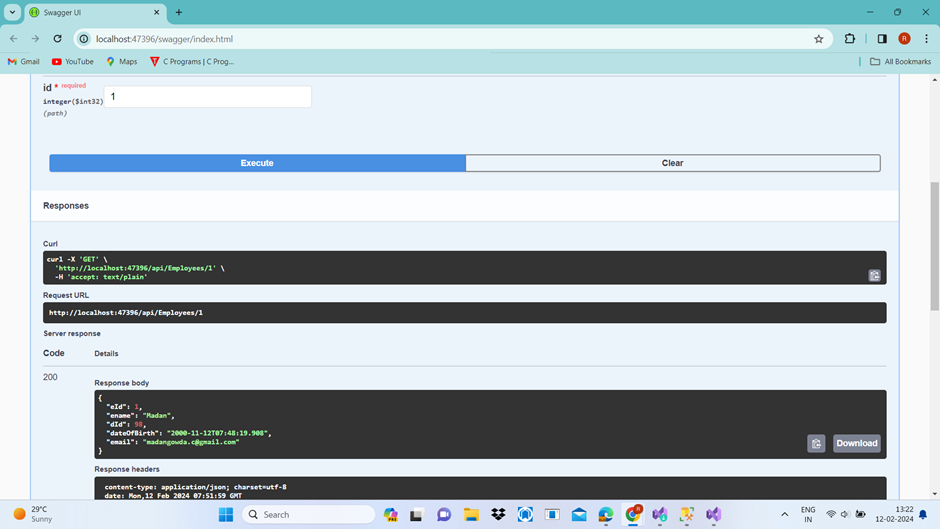 Swagger UI
localhost:47396/swagger/index.html
R
Gmail
YouTube
Maps
C Programs | C Prog...
All Bookmarks
id * required
integer($int32)
(path)
1
Execute
Clear
Responses
Curl
curl -X 'GET' \
'http://localhost:47396/api/Employees/1' \
-H 'accept: text/plain'
Request URL
http://localhost:47396/api/Employees/1
Server response
Code
Details
200
Response body
{
"eId": 1,
"ename": "Madan",
"dId": 98,
"dateOfBirth": "2000-11-12T07:48:19.908",
"email": "madangowda.c@gmail.com"
}
Download
Response headers
content-type: application/json; charset=utf-8
date: Mon,12 Feb 2024 07:51:59 GMT
29°C
Sunny
Search
ENG
IN
13:22
12-02-2024